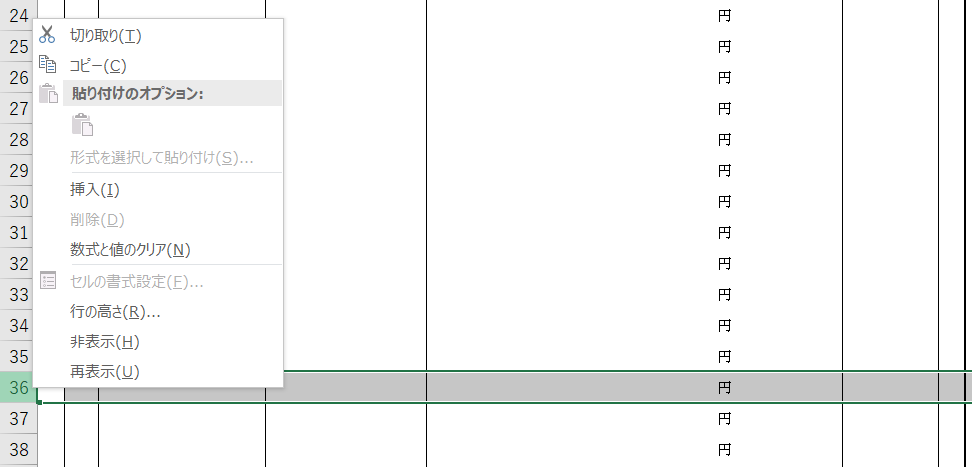 24 円
切り取り(T)
25 円
コピー(C)
26 円
貼り付けのオプション:
27 円
28 円
形式を選択して貼り付け(S)...
29 円
挿入(I)
30 円
削除(D)
31 円
数式と値のクリア(N)
32 円
セルの書式設定(F)...
33 円
行の高さ(R)...
34 円
非表示(H)
35 円
再表示(U)
36 円
37 円
38 円